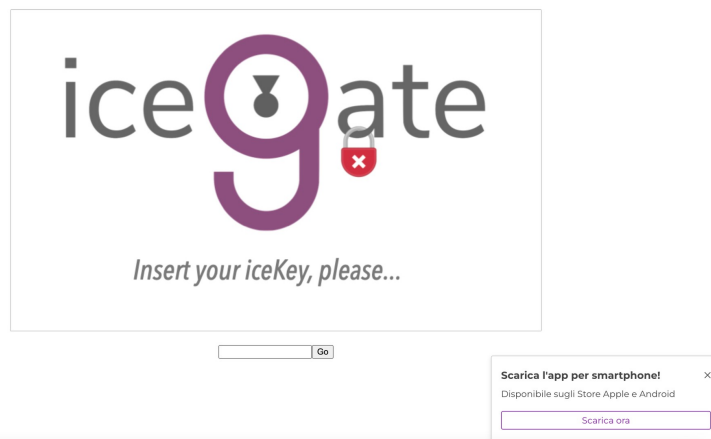 icegate
Insert your iceKey, please...
Go
Scarica l'app per smartphone!
Disponibile sugli Store Apple e Android
Scarica ora